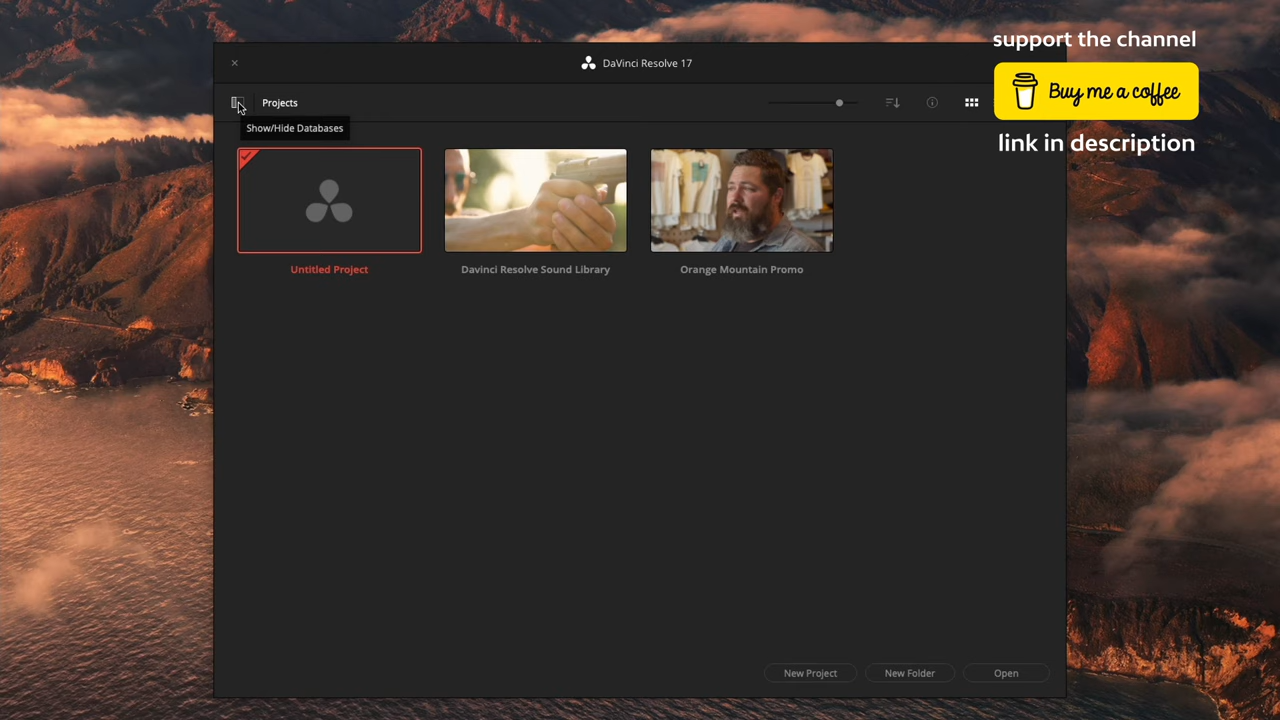 support the channel
DaVinci Resolve 17
Buy me a coffee
Projects
Show/Hide Databases
link in description
Untitled Project
Davinci Resolve Sound Library
Orange Mountain Promo
New Project
New Folder
Open